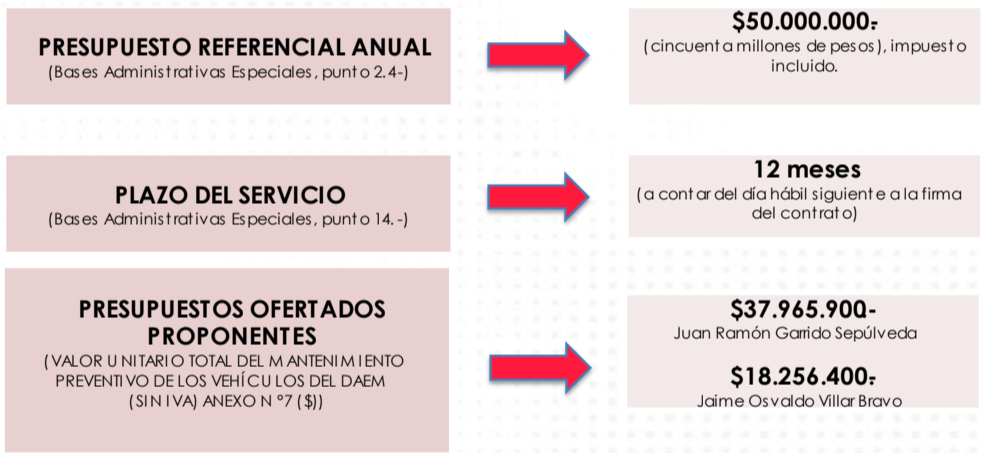 PRESUPUESTO REFERENCIAL ANUAL
(Bases Administrativas Especiales, punto 2.4-)
$50.000.000-
(cincuenta millones de pesos), impuesto
incluido.
PLAZO DEL SERVICIO
(Bases Administrativas Especiales, punto 14.-)
12 meses
(a contar del día hábil siguiente a la firma
del contrato)
PRESUPUESTOS OFERTADOS
PROPONENTES
(VALOR UNITARIO TOTAL DEL MANTENIMIENTO
PREVENTIVO DE LOS VEHÍCULOS DEL DAEM
(SIN IVA) ANEXO N°7 ($))
$37.965.900-
Juan Ramón Garrido Sepúlveda
$18.256.400-
Jaime Osvaldo Villar Bravo